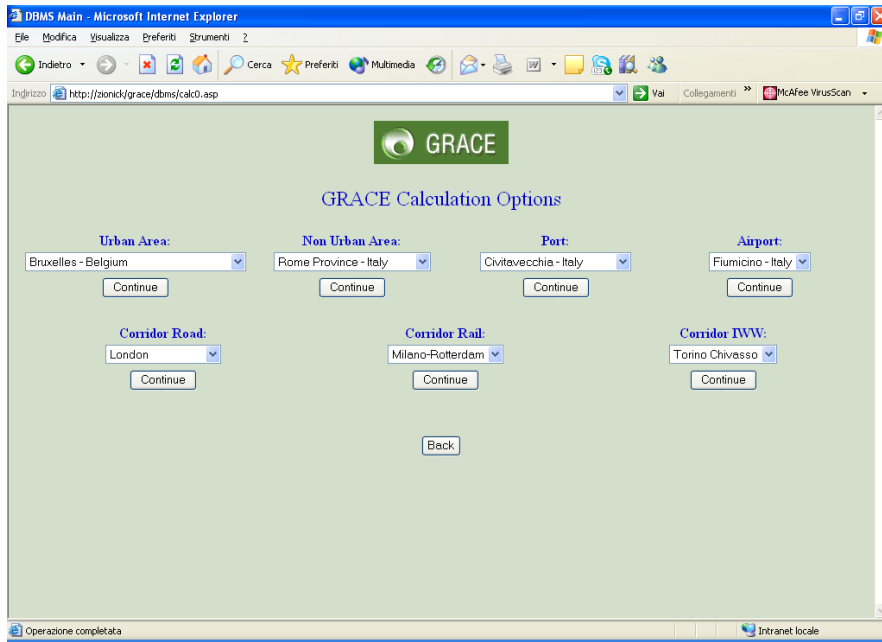 DBMS Main - Microsoft Internet Explorer
File Modifica Visualizza Preferiti Strumenti ?
Indietro Cerca Preferiti Multimedia
Indirizzo http://zionick/grace/dbms/calc0.asp Vai Collegamenti » McAfee VirusScan
GRACE
GRACE Calculation Options
Urban Area: Non Urban Area: Port: Airport:
Bruxelles - Belgium Rome Province - Italy Civitavecchia - Italy Fiumicino - Italy
Continue Continue Continue Continue
Corridor Road: Corridor Rail: Corridor IWW:
London Milano-Rotterdam Torino Chivasso
Continue Continue Continue
Back
Operazione completata Intranet locale